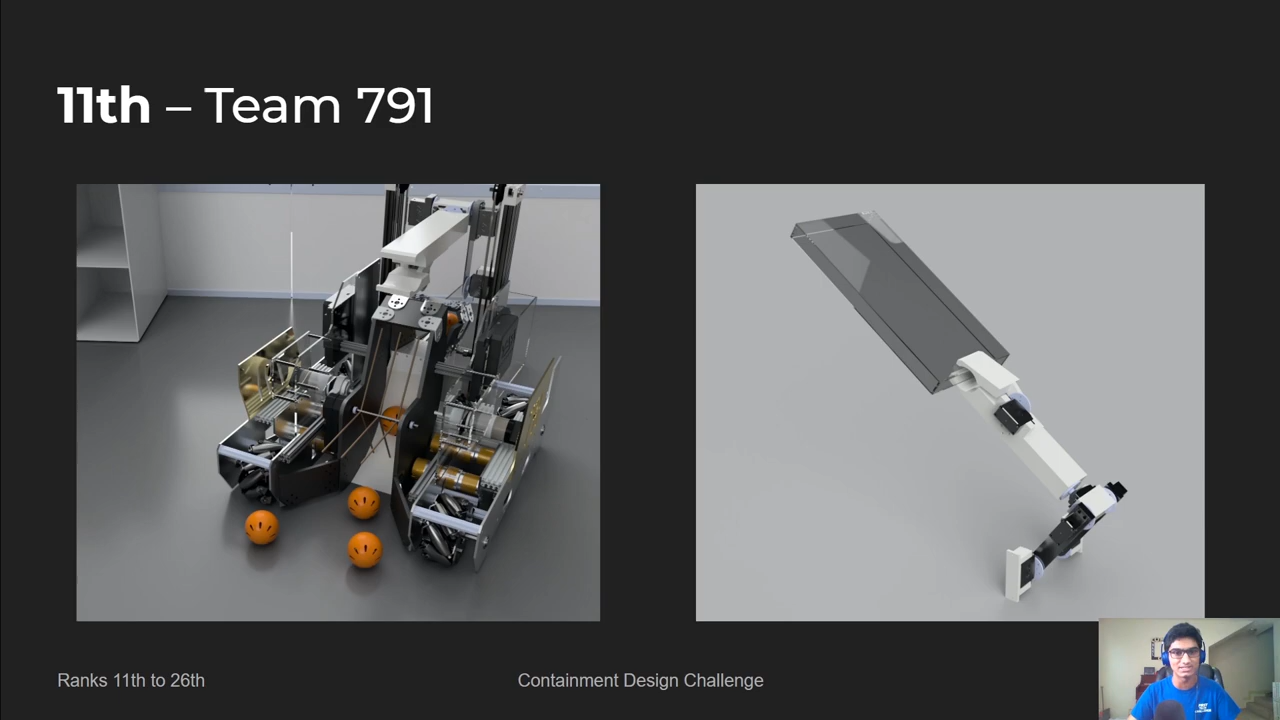 11th – Team 791
Ranks 11th to 26th
Containment Design Challenge